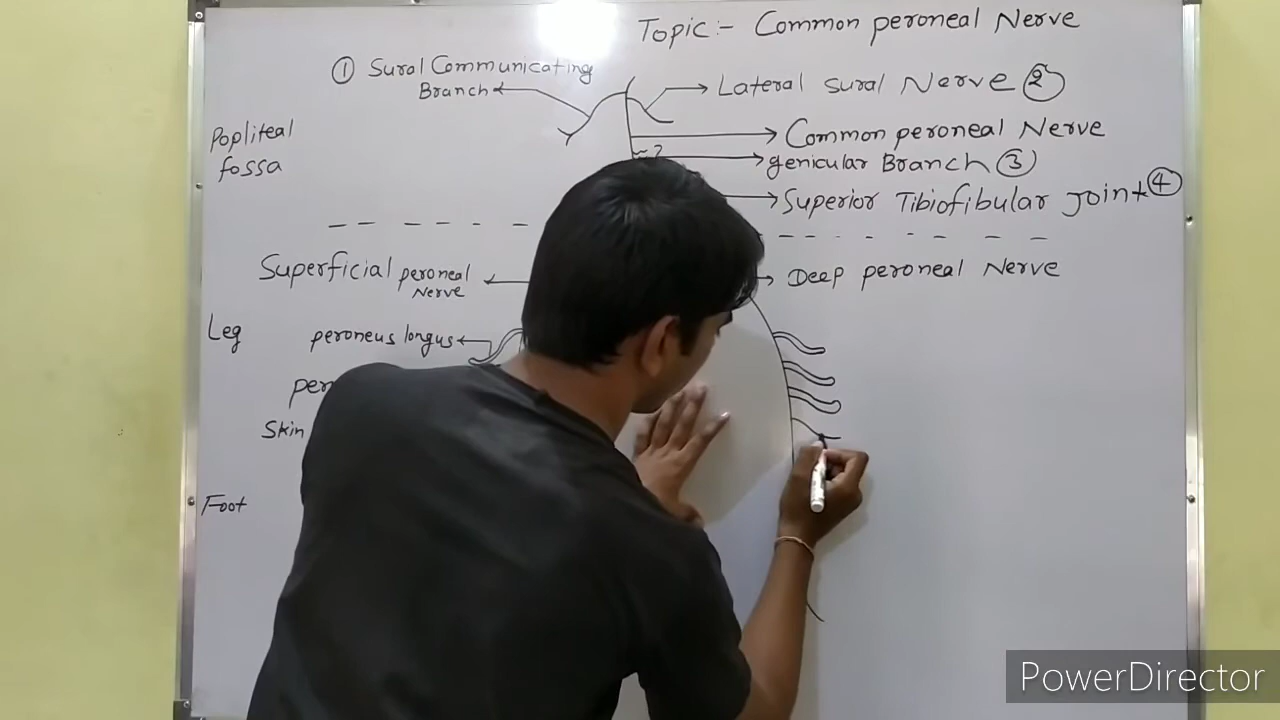 Topic:- Common peroneal Nerve
① Sural Communicating
Branch
Lateral sural Nerve ②
Popliteal
fossa
Common peroneal Nerve
genicular Branch ③
Superior Tibiofibular joint ④
Superficial peroneal
Nerve
Deep peroneal Nerve
Leg
peroneus longus
Skin
Foot
PowerDirector